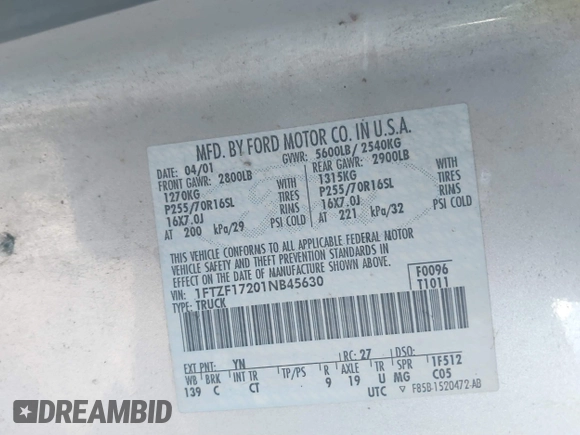 MFD. BY FORD MOTOR CO. IN U.S.A.
DATE: 04/01 GVWR: 5600LB/ 2540KG
FRONT GAWR: 2800LB REAR GAWR: 2900LB
1270KG WITH 1315KG WITH
P255/70R16SL TIRES P255/70R16SL TIRES
16X7.0J RIMS 16X7.0J RIMS
AT 200 kPa/29 PSI COLD AT 221 kPa/32 PSI COLD
THIS VEHICLE CONFORMS TO ALL APPLICABLE FEDERAL MOTOR
VEHICLE SAFETY AND THEFT PREVENTION STANDARDS IN
EFFECT ON THE DATE OF MANUFACTURE SHOWN ABOVE.
VIN: 1FTZF17201NB45630 F0096
TYPE: TRUCK T1011
EXT PNT: YN RC: 27 DSO:
WB BRK INT TR TP/PS R AXLE TR SPR 1F512
139 C CT 9 19 U MG C05
UTC ▽ F85B-1520472-AB
DREAMBID